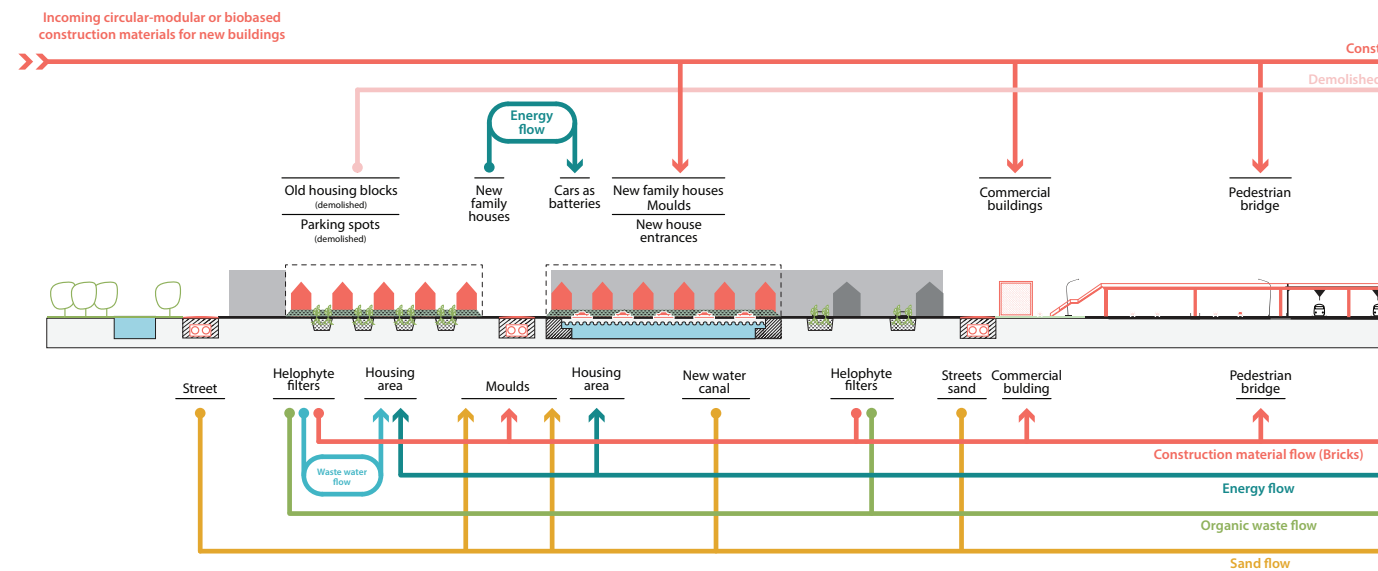 Incoming circular-modular or biobased
construction materials for new buildings
Const
Demolished
Energy
flow
Old housing blocks
(demolished)
Parking spots
(demolished)
New
family
houses
Cars as
batteries
New family houses
Moulds
New house
entrances
Commercial
buildings
Pedestrian
bridge
Street
Helophyte
filters
Housing
area
Moulds
Housing
area
New water
canal
Helophyte
filters
Streets
sand
Commercial
bulding
Pedestrian
bridge
Waste water
flow
Construction material flow (Bricks)
Energy flow
Organic waste flow
Sand flow